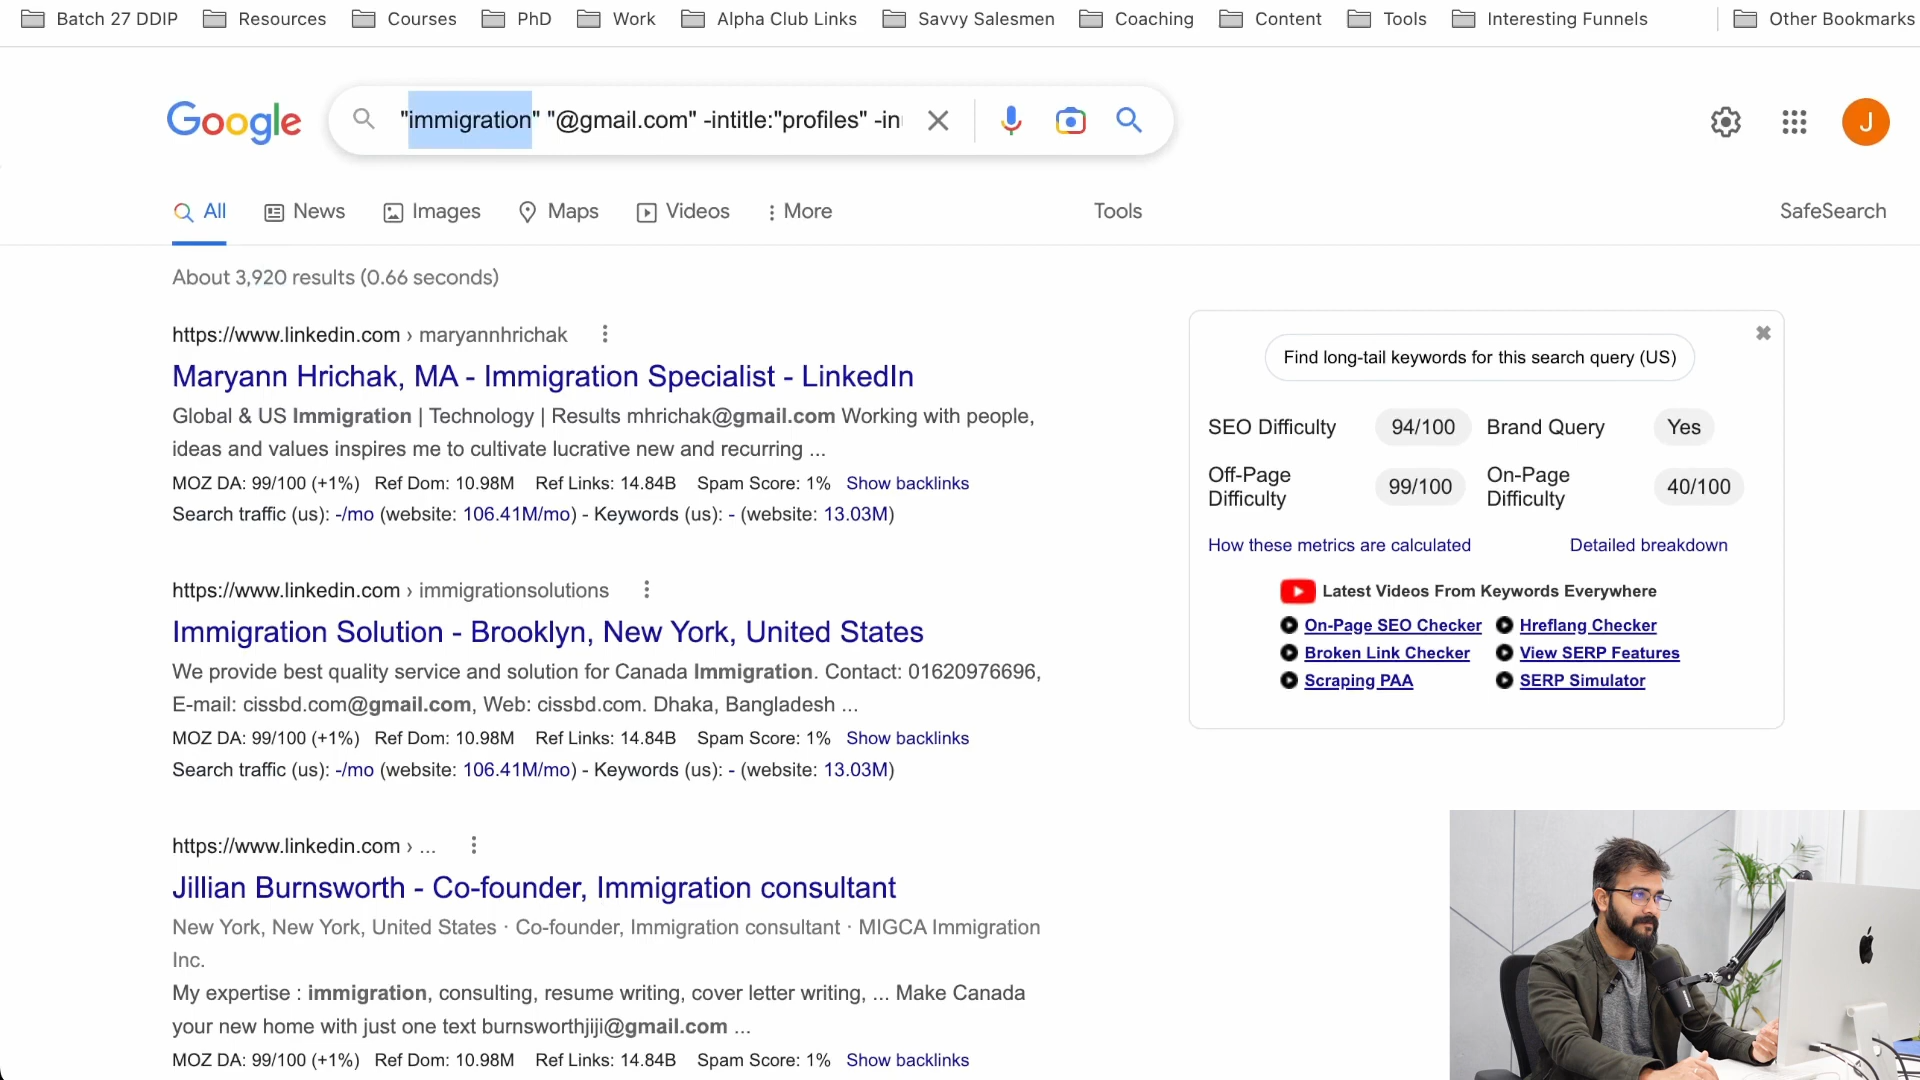 Batch 27 DDIP Resources Courses PhD Work Alpha Club Links Savvy Salesmen Coaching Content Tools Interesting Funnels Other Bookmarks
Google "immigration" "@gmail.com" -intitle:"profiles" -in J
All News Images Maps Videos More Tools SafeSearch
About 3,920 results (0.66 seconds)
https://www.linkedin.com › maryannhrichak
Maryann Hrichak, MA - Immigration Specialist - LinkedIn
Global & US Immigration | Technology | Results mhrichak@gmail.com Working with people,
ideas and values inspires me to cultivate lucrative new and recurring ...
MOZ DA: 99/100 (+1%) Ref Dom: 10.98M Ref Links: 14.84B Spam Score: 1% Show backlinks
Search traffic (us): -/mo (website: 106.41M/mo) - Keywords (us): - (website: 13.03M)
https://www.linkedin.com › immigrationsolutions
Immigration Solution - Brooklyn, New York, United States
We provide best quality service and solution for Canada Immigration. Contact: 01620976696,
E-mail: cissbd.com@gmail.com, Web: cissbd.com. Dhaka, Bangladesh ...
MOZ DA: 99/100 (+1%) Ref Dom: 10.98M Ref Links: 14.84B Spam Score: 1% Show backlinks
Search traffic (us): -/mo (website: 106.41M/mo) - Keywords (us): - (website: 13.03M)
https://www.linkedin.com › ...
Jillian Burnsworth - Co-founder, Immigration consultant
New York, New York, United States · Co-founder, Immigration consultant · MIGCA Immigration
Inc.
My expertise : immigration, consulting, resume writing, cover letter writing, ... Make Canada
your new home with just one text burnsworthjiji@gmail.com ...
MOZ DA: 99/100 (+1%) Ref Dom: 10.98M Ref Links: 14.84B Spam Score: 1% Show backlinks
Find long-tail keywords for this search query (US)
SEO Difficulty 94/100 Brand Query Yes
Off-Page Difficulty 99/100 On-Page Difficulty 40/100
How these metrics are calculated Detailed breakdown
Latest Videos From Keywords Everywhere
On-Page SEO Checker Hreflang Checker
Broken Link Checker View SERP Features
Scraping PAA SERP Simulator